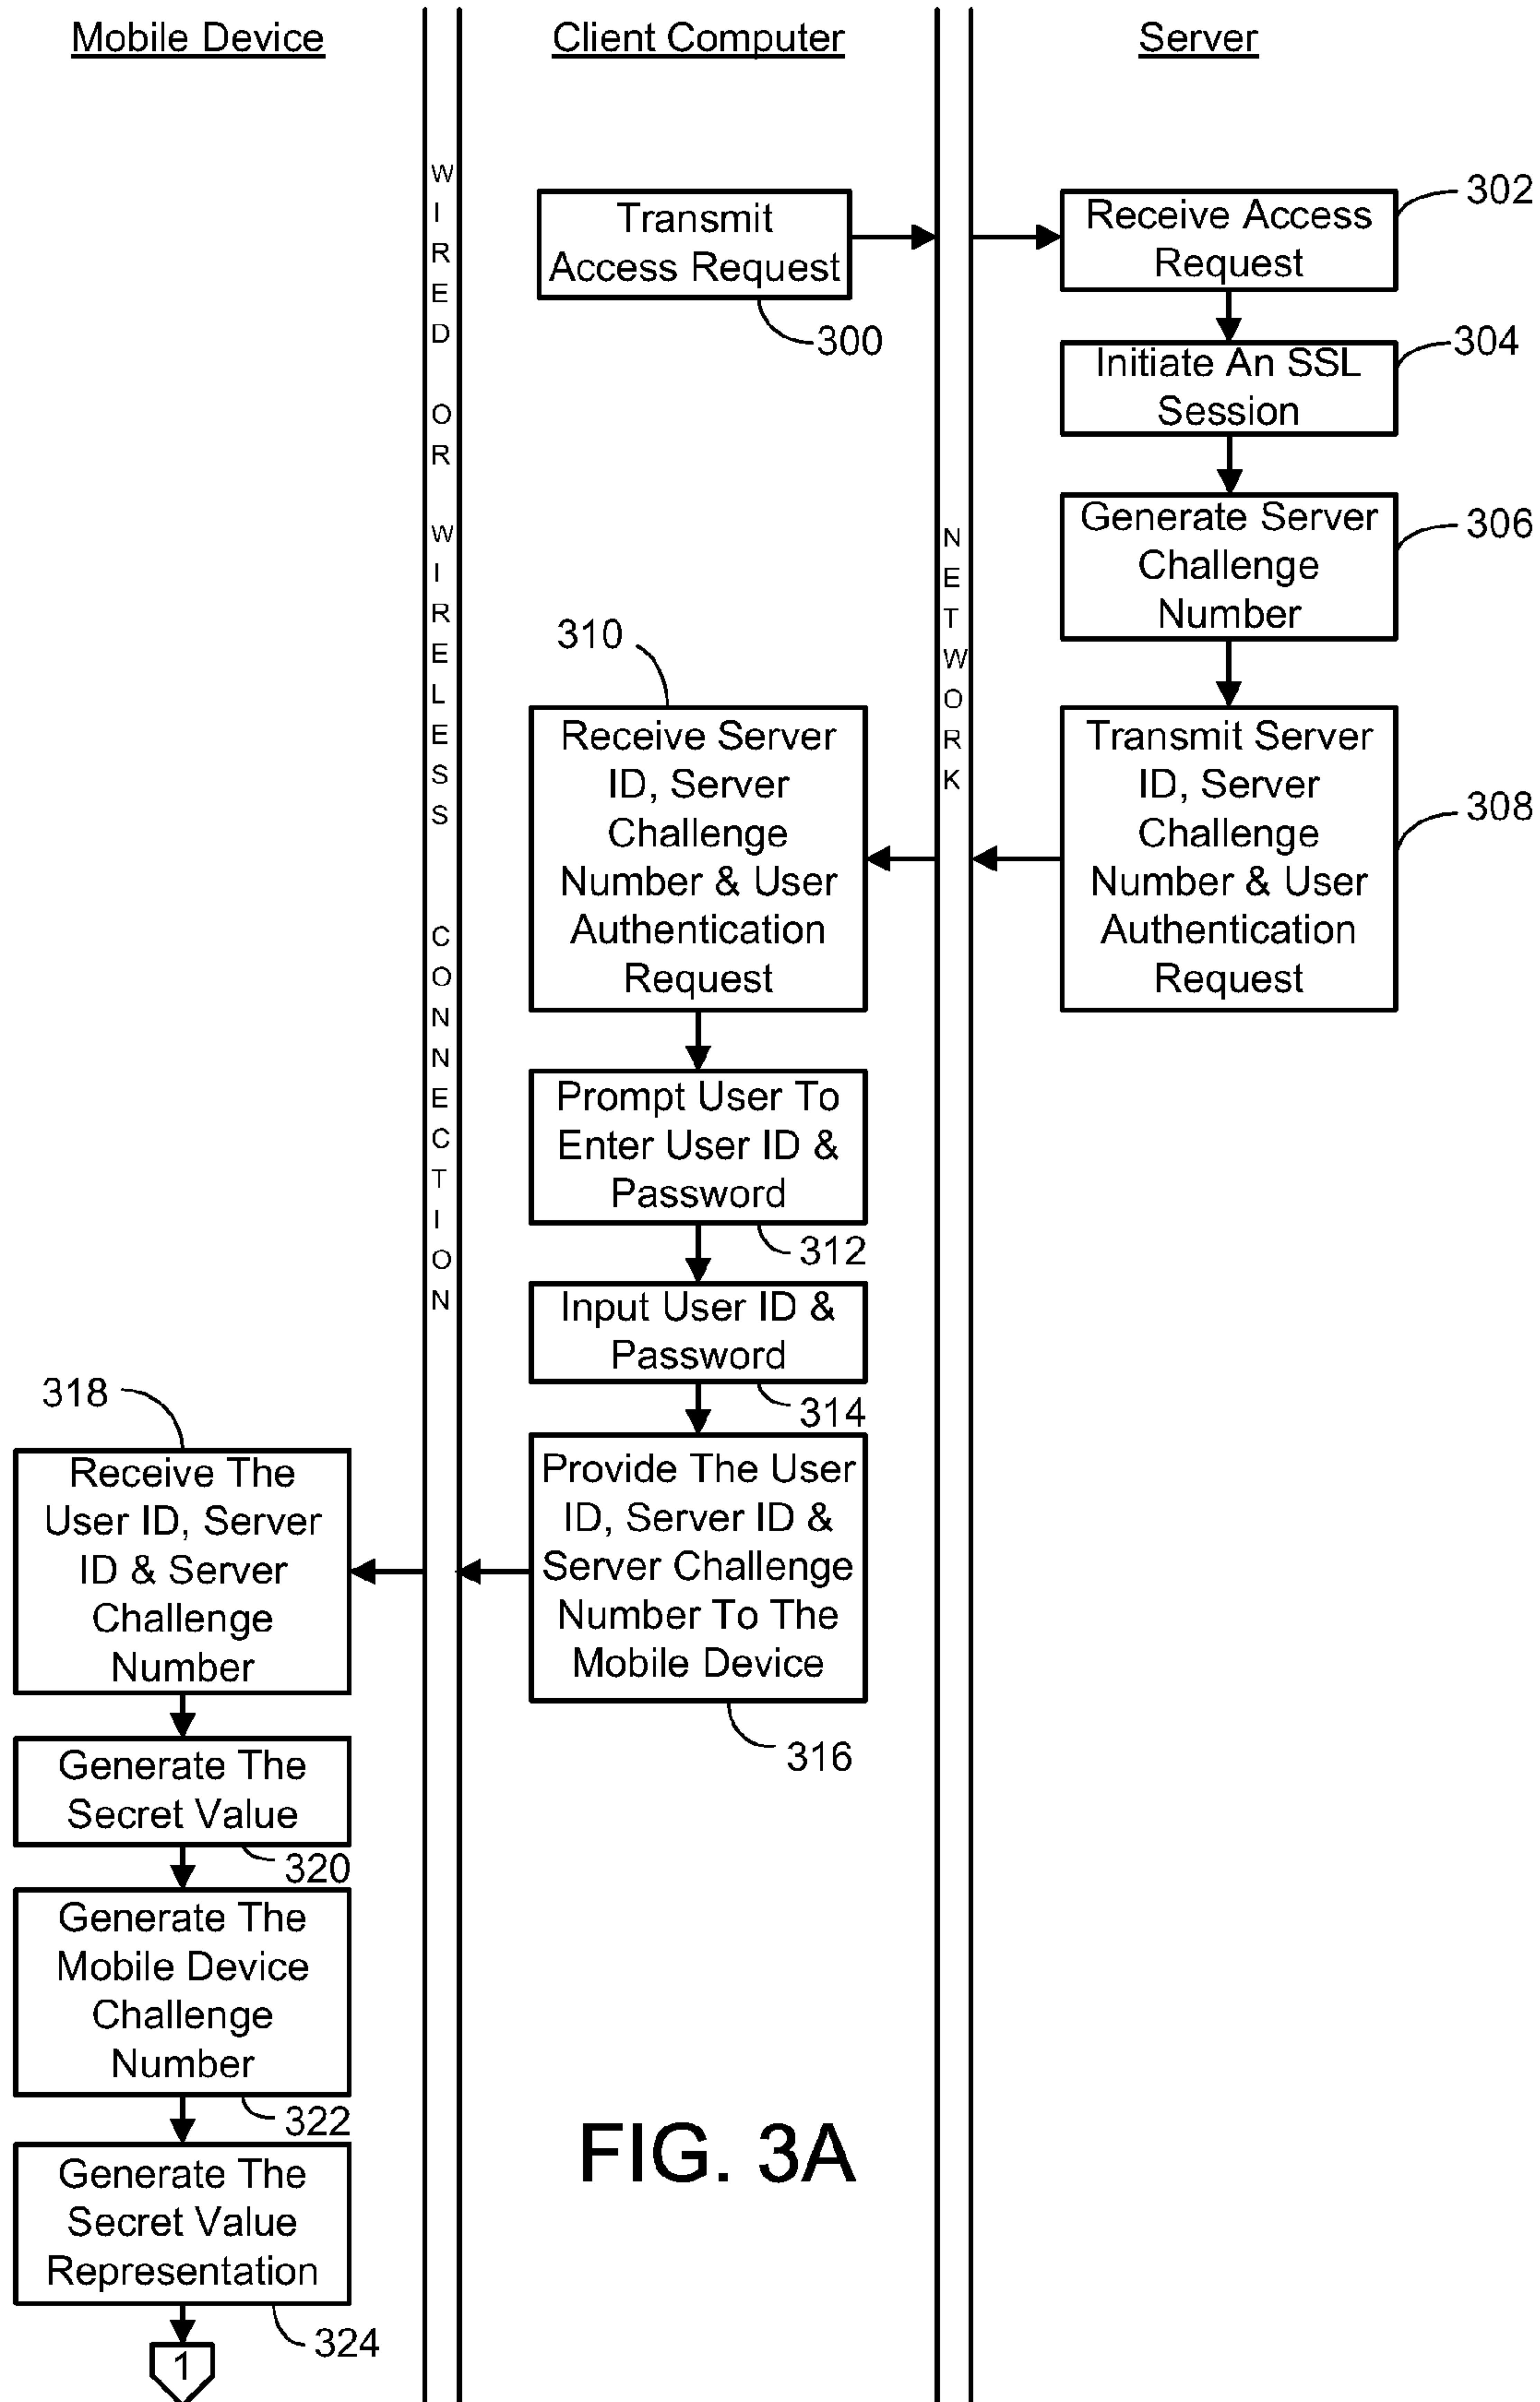 Mobile Device
Client Computer
Server
WIRED OR WIRELESS CONNECTION
NETWORK
Transmit
Access Request
300
Receive Access
Request
302
Initiate An SSL
Session
304
Generate Server
Challenge
Number
306
Transmit Server
ID, Server
Challenge
Number & User
Authentication
Request
308
310
Receive Server
ID, Server
Challenge
Number & User
Authentication
Request
Prompt User To
Enter User ID &
Password
312
Input User ID &
Password
314
Provide The User
ID, Server ID &
Server Challenge
Number To The
Mobile Device
316
318
Receive The
User ID, Server
ID & Server
Challenge
Number
Generate The
Secret Value
320
Generate The
Mobile Device
Challenge
Number
322
Generate The
Secret Value
Representation
324
1
FIG. 3A